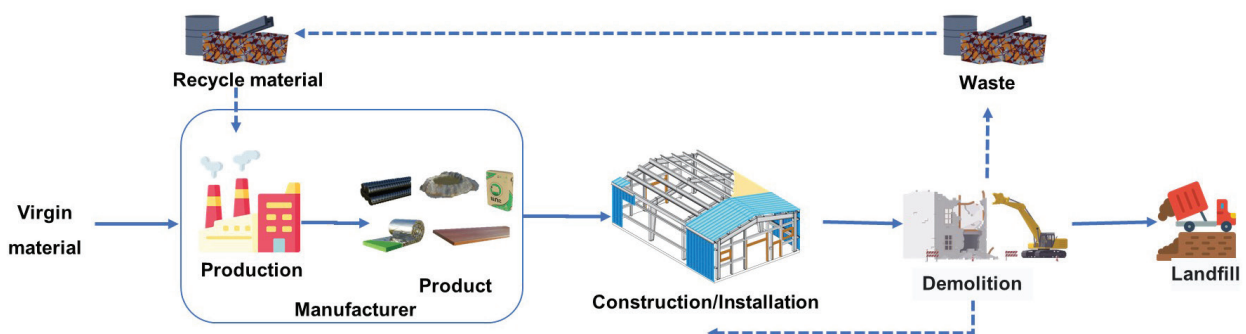 Recycle material
Waste
Virgin
material
Production
Product
Manufacturer
Construction/Installation
Demolition
Landfill